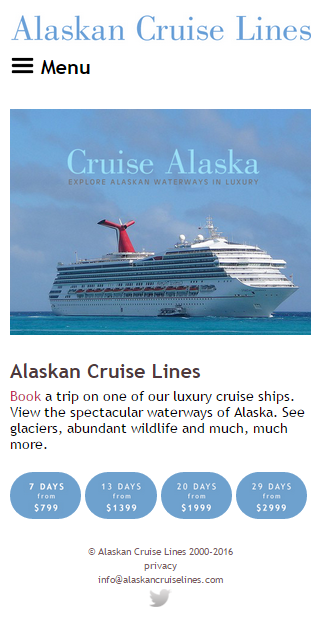 Alaskan Cruise Lines
Menu
Cruise Alaska
EXPLORE ALASKAN WATERWAYS IN LUXURY
Alaskan Cruise Lines
Book a trip on one of our luxury cruise ships.
View the spectacular waterways of Alaska. See
glaciers, abundant wildlife and much, much
more.
7 DAYS
from
$799
13 DAYS
from
$1399
20 DAYS
from
$1999
29 DAYS
from
$2999
© Alaskan Cruise Lines 2000-2016
privacy
info@alaskancruiselines.com